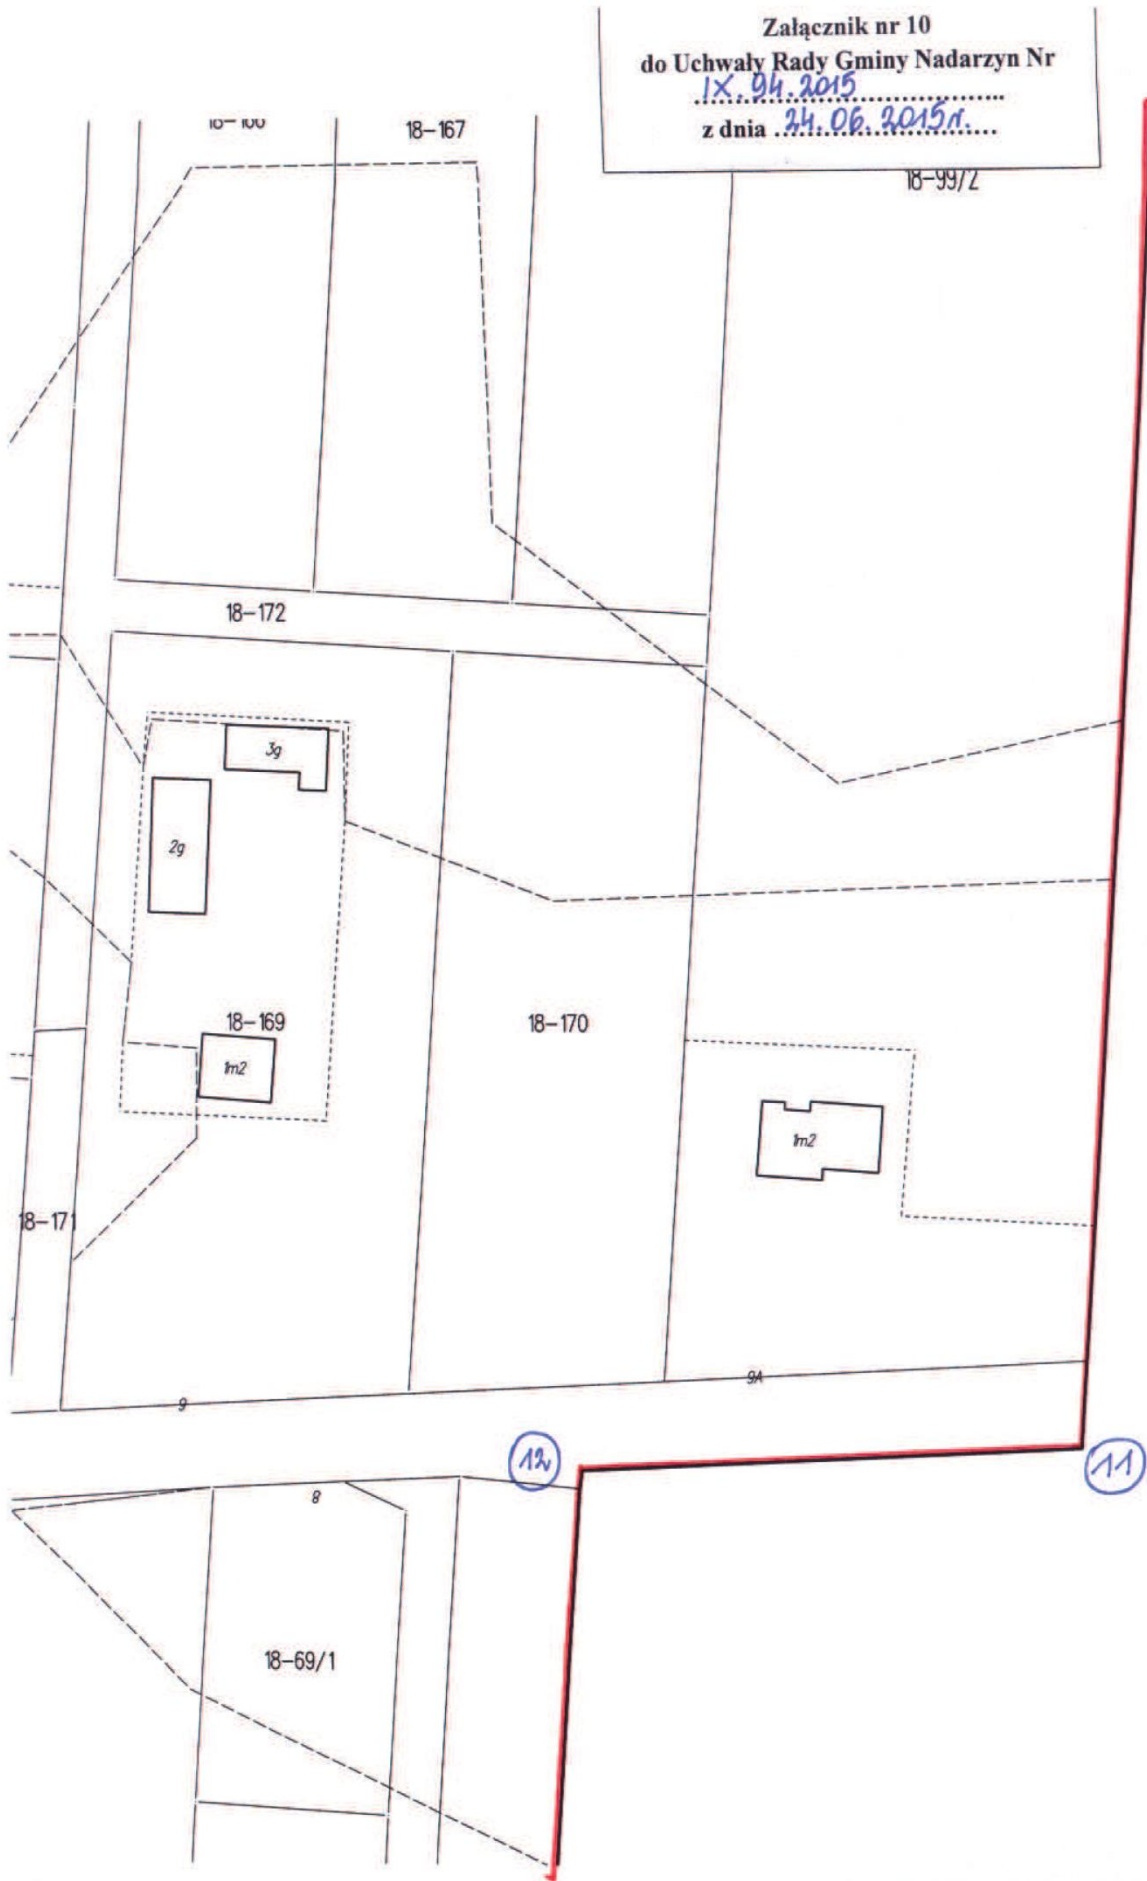 Załącznik nr 10
do Uchwały Rady Gminy Nadarzyn Nr
IX.94.2015
z dnia 24.06.2015r.
18-167
18-99/2
18-172
3g
2g
18-169
18-170
1m2
1m2
18-171
9A
9
12
11
8
18-69/1